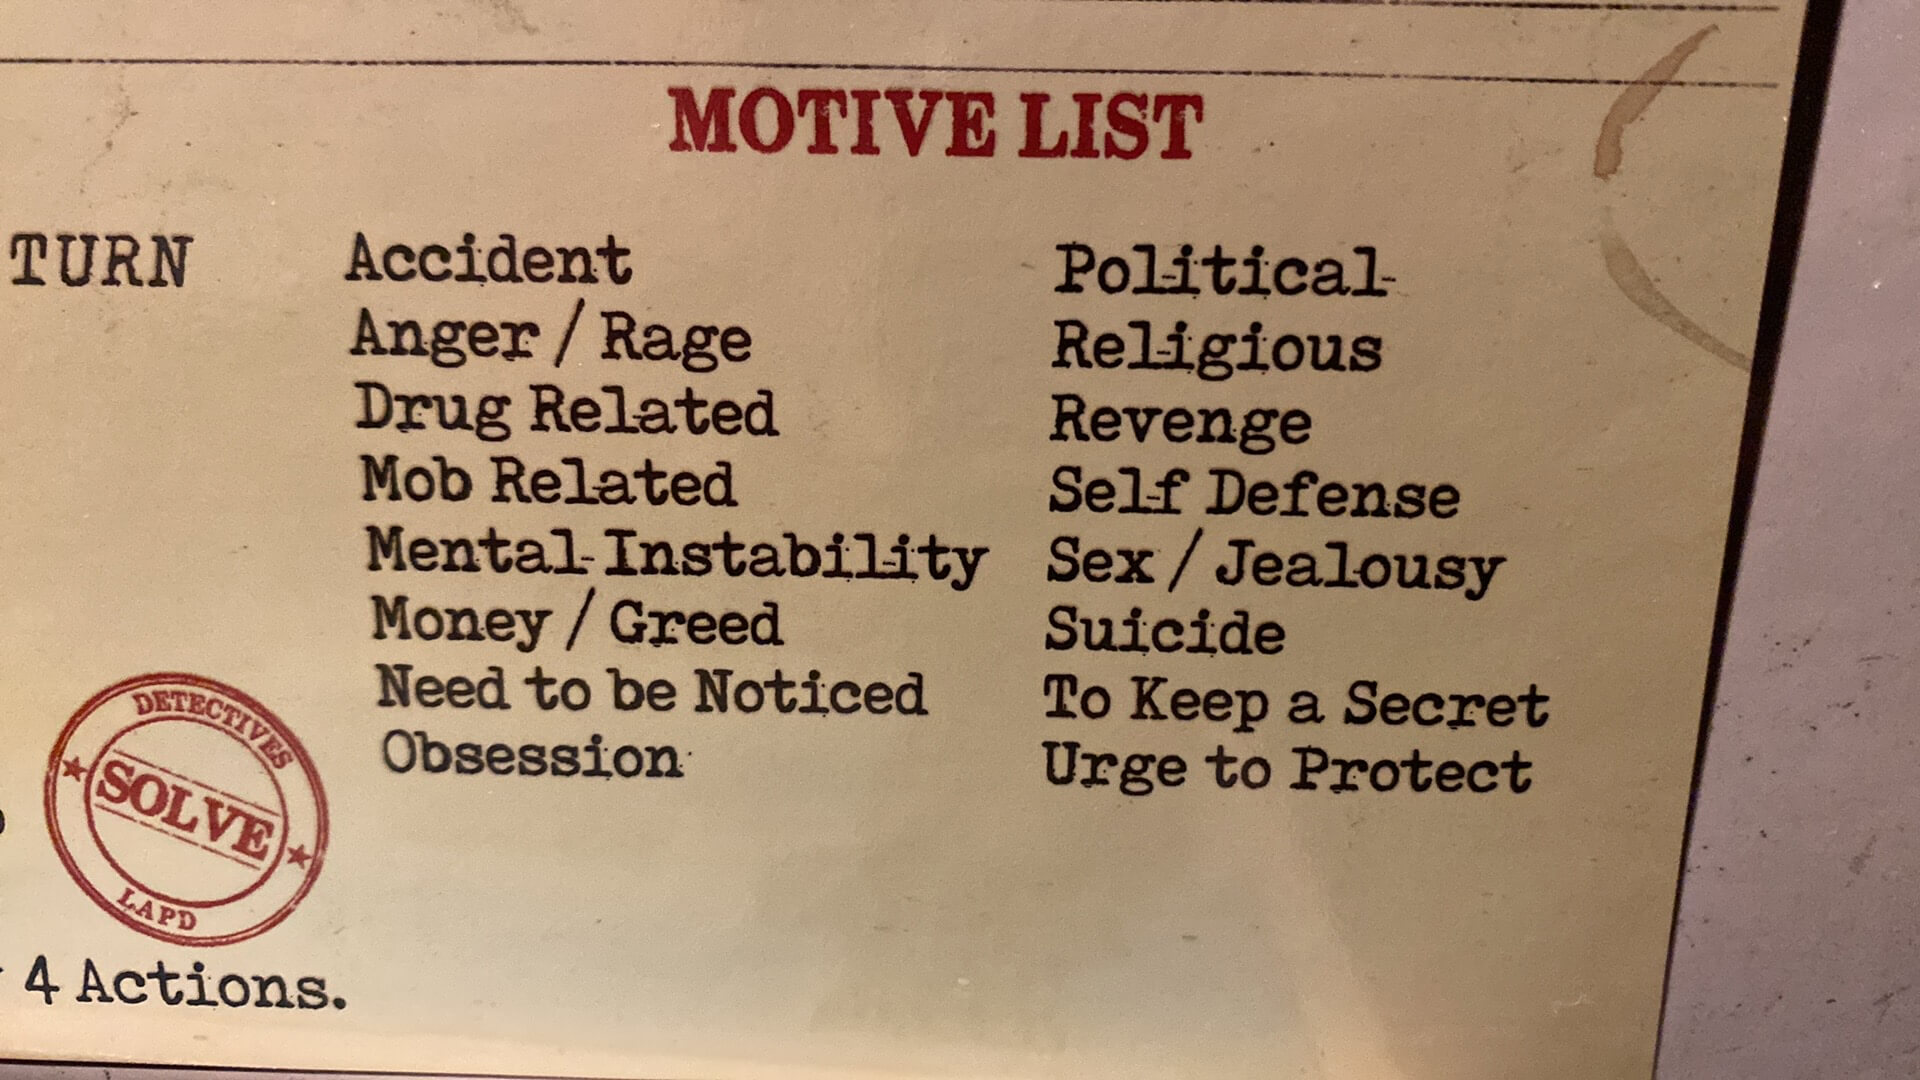 MOTIVE LIST
TURN
Accident
Anger / Rage
Drug Related
Mob Related
Mental Instability
Money / Greed
Need to be Noticed
Obsession
Political
Religious
Revenge
Self Defense
Sex / Jealousy
Suicide
To Keep a Secret
Urge to Protect
DETECTIVES
SOLVE
LAPD
4 Actions.